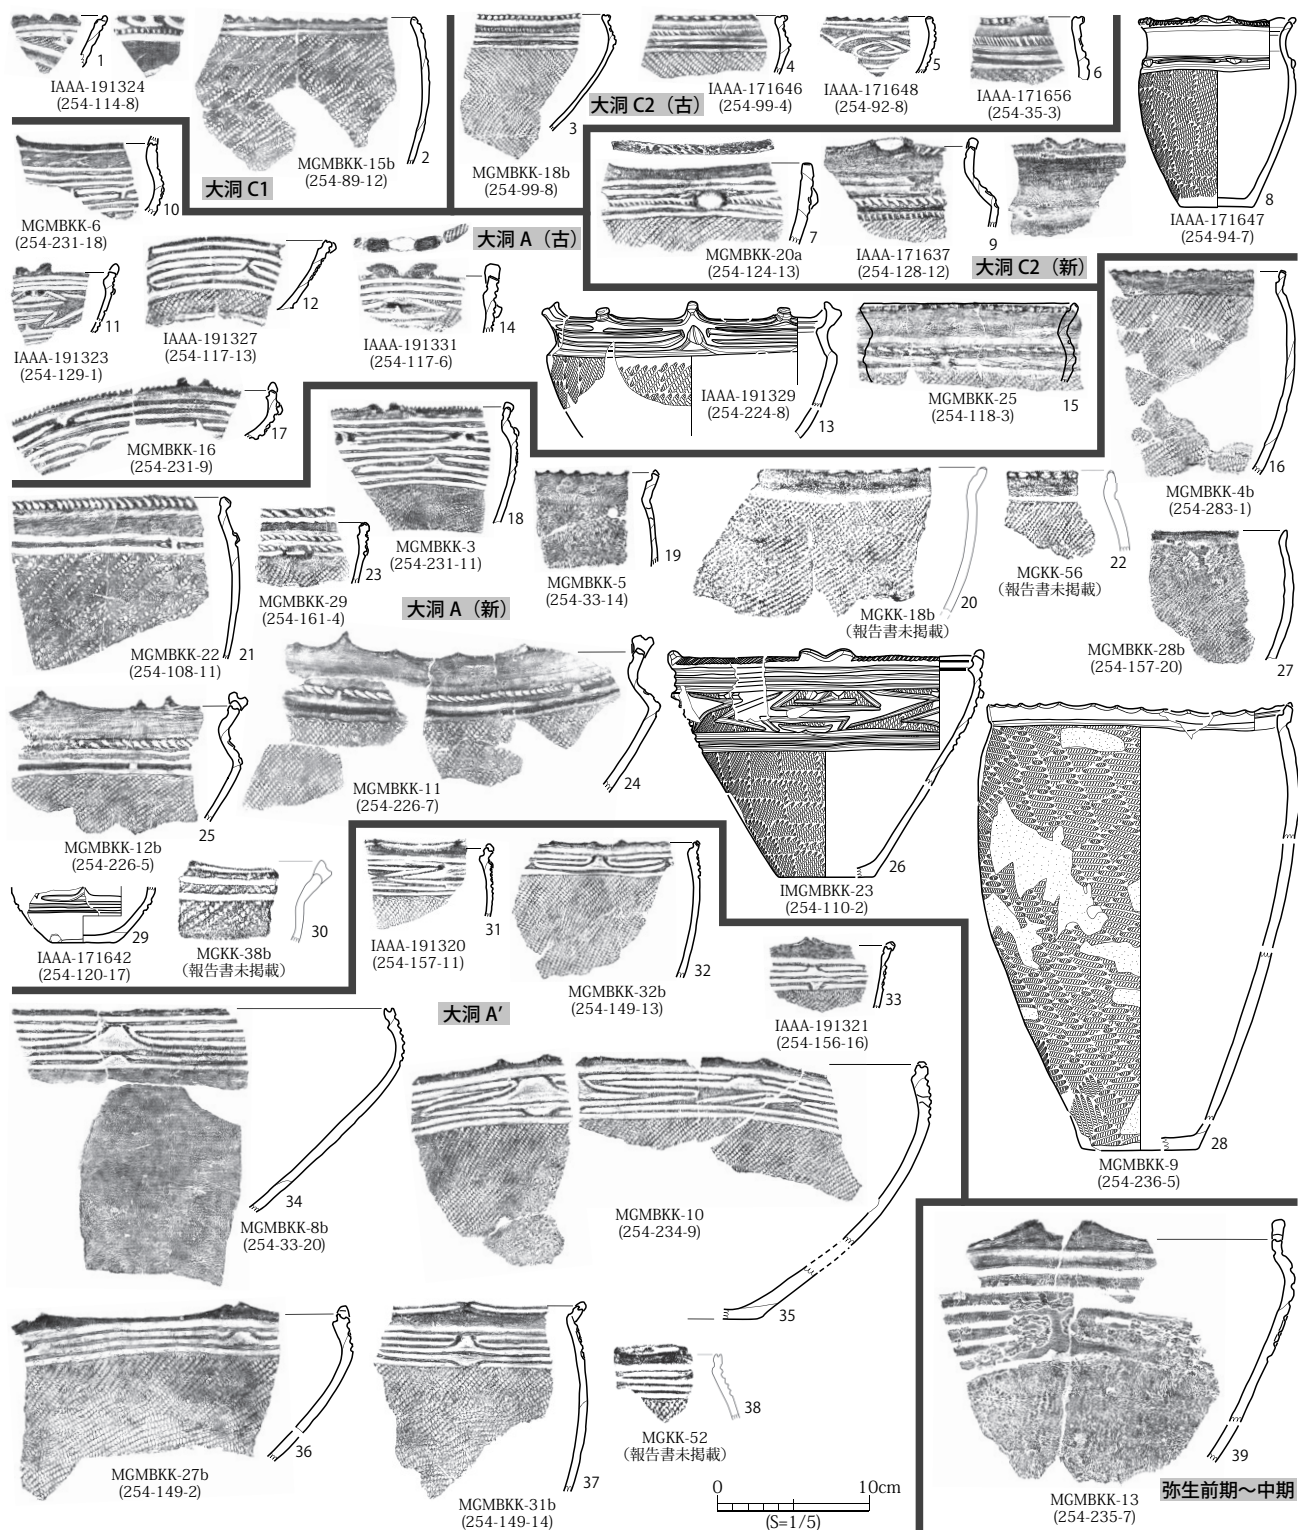 1
IAAA-191324
(254-114-8)
MGMBKK-15b
(254-89-12)
2
大洞 C1
MGMBKK-18b
(254-99-8)
3
大洞 C2（古）
4
IAAA-171646
(254-99-4)
5
IAAA-171648
(254-92-8)
6
IAAA-171656
(254-35-3)
8
IAAA-171647
(254-94-7)
10
MGMBKK-6
(254-231-18)
大洞 A（古）
7
MGMBKK-20a
(254-124-13)
9
IAAA-171637
(254-128-12)
大洞 C2（新）
11
IAAA-191323
(254-129-1)
12
IAAA-191327
(254-117-13)
14
IAAA-191331
(254-117-6)
IAAA-191329
(254-224-8)
13
MGMBKK-25
(254-118-3)
15
16
MGMBKK-4b
(254-283-1)
17
MGMBKK-16
(254-231-9)
18
MGMBKK-3
(254-231-11)
19
MGMBKK-5
(254-33-14)
20
MGKK-18b
（報告書未掲載）
22
MGKK-56
（報告書未掲載）
MGMBKK-28b
(254-157-20)
27
23
MGMBKK-29
(254-161-4)
大洞 A（新）
MGMBKK-22
(254-108-11)
21
MGMBKK-11
(254-226-7)
24
MGMBKK-12b
(254-226-5)
25
26
IMGMBKK-23
(254-110-2)
29
IAAA-171642
(254-120-17)
30
MGKK-38b
（報告書未掲載）
IAAA-191320
(254-157-11)
31
32
MGMBKK-32b
(254-149-13)
33
IAAA-191321
(254-156-16)
大洞 A′
28
MGMBKK-9
(254-236-5)
34
MGMBKK-8b
(254-33-20)
MGMBKK-10
(254-234-9)
35
36
MGMBKK-27b
(254-149-2)
37
MGMBKK-31b
(254-149-14)
38
MGKK-52
（報告書未掲載）
0 10cm
(S=1/5)
39
MGMBKK-13
(254-235-7)
弥生前期～中期